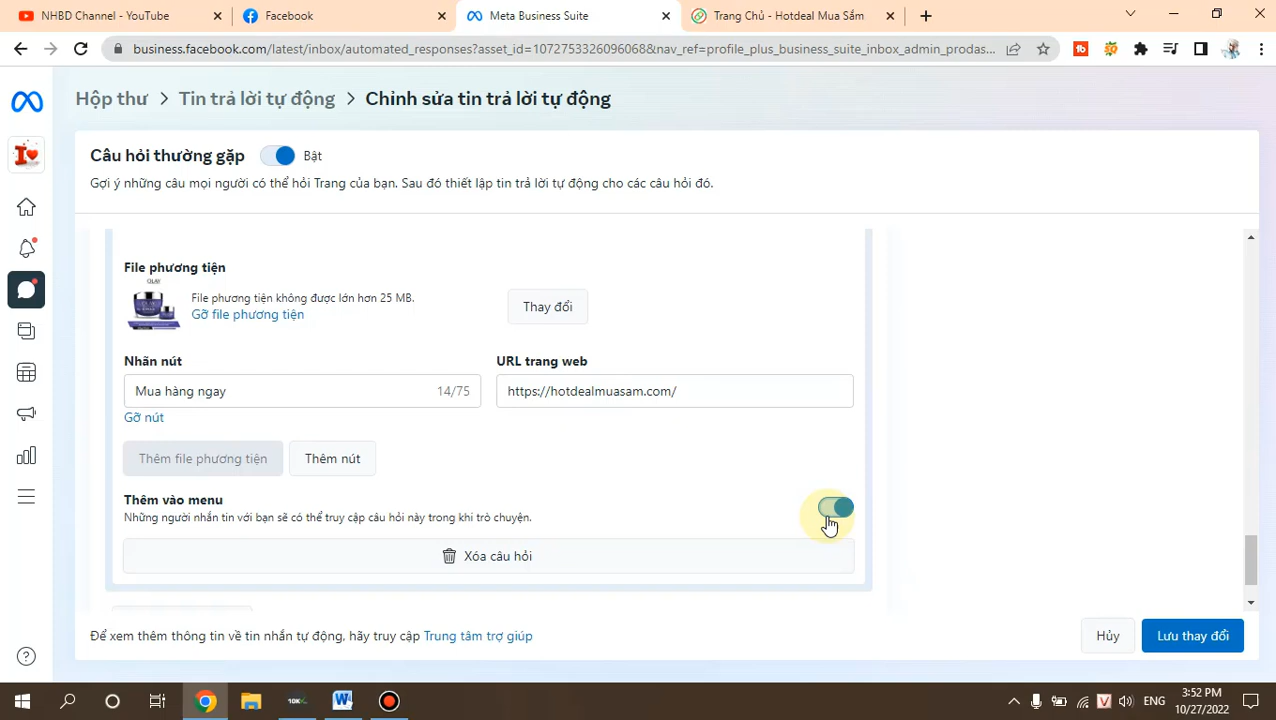 NHBD Channel - YouTube
Facebook
Meta Business Suite
Trang Chủ - Hotdeal Mua Sắm
business.facebook.com/latest/inbox/automated_responses?asset_id=107275332609606​8&nav_ref=profile_plus_business_suite_inbox_admin_prodas...
Hộp thư > Tin trả lời tự động > Chỉnh sửa tin trả lời tự động
Câu hỏi thường gặp Bật
Gợi ý những câu mọi người có thể hỏi Trang của bạn. Sau đó thiết lập tin trả lời tự động cho các câu hỏi đó.
File phương tiện
OLAY
File phương tiện không được lớn hơn 25 MB.
Gỡ file phương tiện
Thay đổi
Nhãn nút
URL trang web
Mua hàng ngay 14/75
https://hotdealmuasam.com/
Gỡ nút
Thêm file phương tiện
Thêm nút
Thêm vào menu
Những người nhắn tin với bạn sẽ có thể truy cập câu hỏi này trong khi trò chuyện.
Xóa câu hỏi
Để xem thêm thông tin về tin nhắn tự động, hãy truy cập Trung tâm trợ giúp
Hủy
Lưu thay đổi
ENG
3:52 PM
10/27/2022